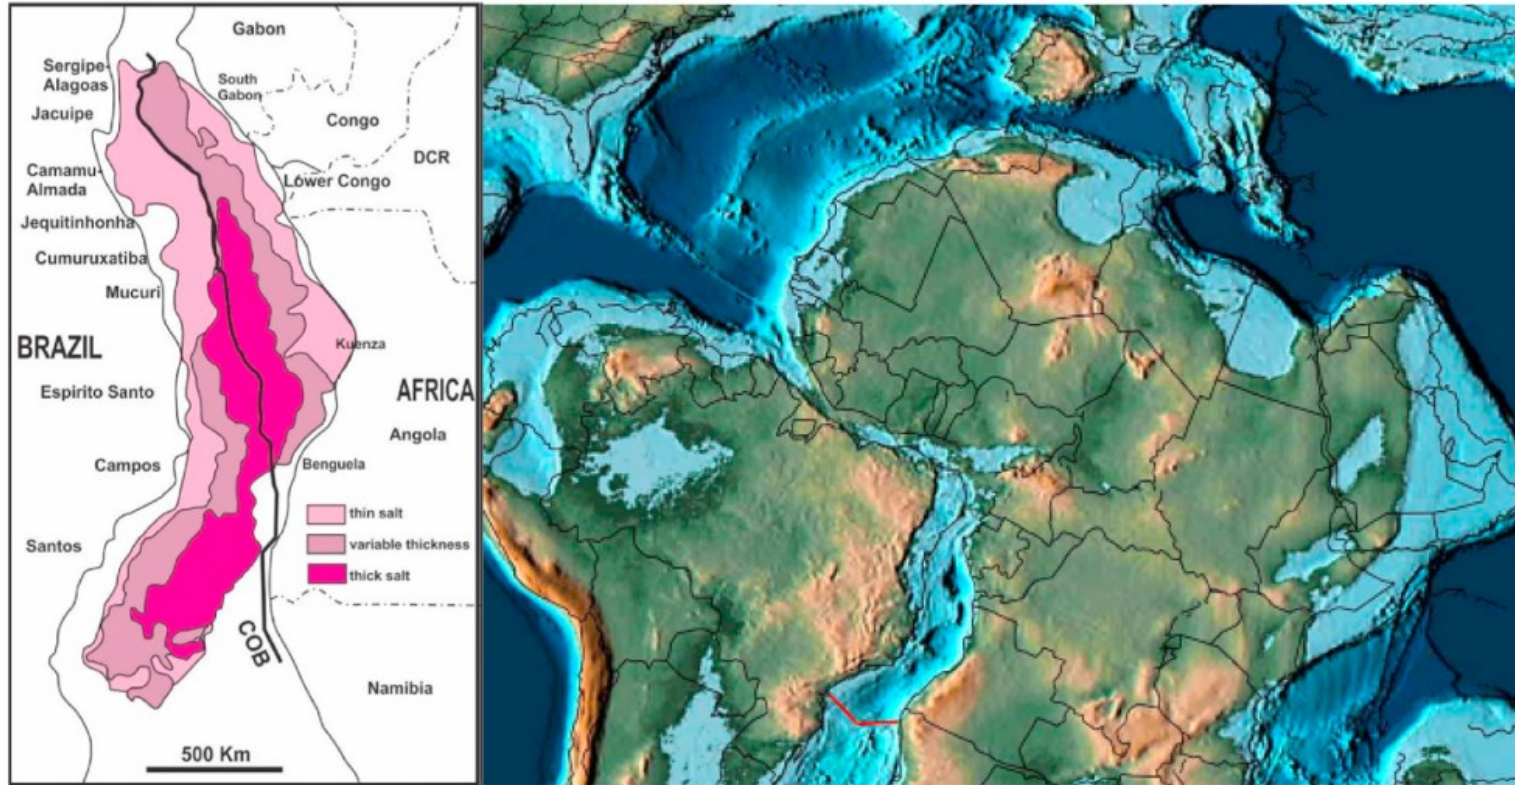 Gabon
Sergipe-
Alagoas
South
Gabon
Jacuipe
Congo
DCR
Camamu-
Almada
Lower Congo
Jequitinhonha
Cumuruxatiba
Mucuri
BRAZIL
Kuenza
Espirito Santo
AFRICA
Angola
Campos
Benguela
thin salt
Santos
variable thickness
thick salt
COB
Namibia
500 Km